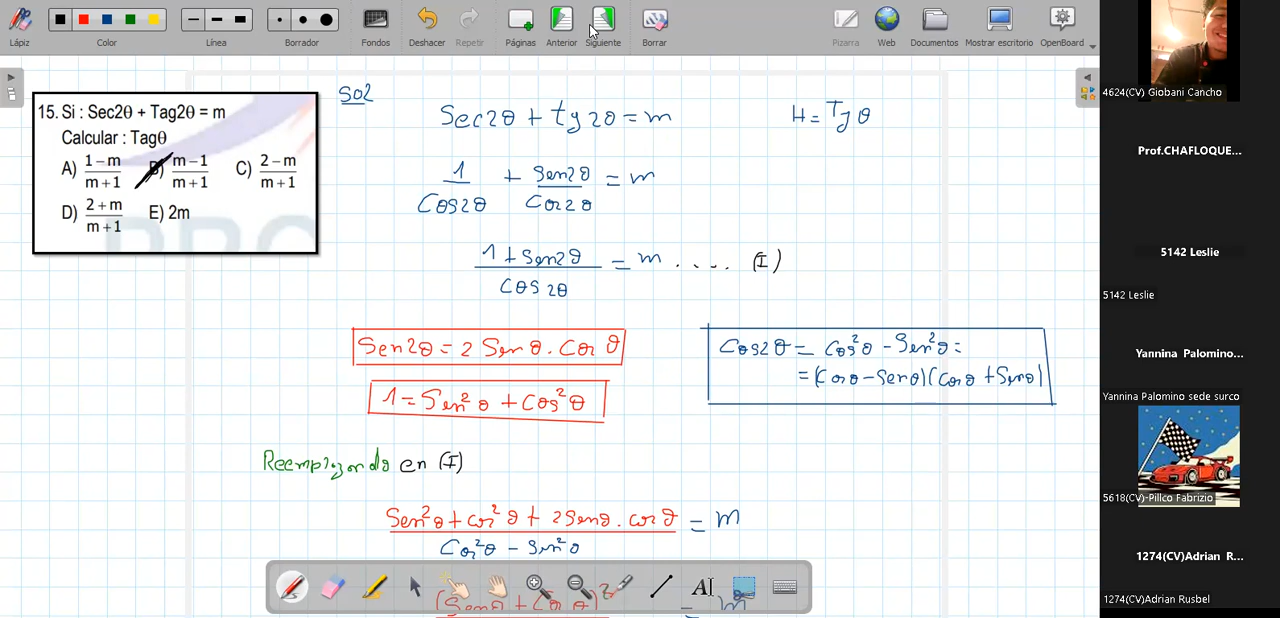 Lápiz
Color
Línea
Borrador
Fondos
Deshacer
Repetir
Páginas
Anterior
Siguiente
Borrar
Pizarra
Web
Documentos
Mostrar escritorio
OpenBoard
15. Si : Sec2θ + Tag2θ = m
Calcular : Tagθ
A) (1 – m)/(m + 1) B) (m – 1)/(m + 1) C) (2 – m)/(m + 1)
D) (2 + m)/(m + 1) E) 2m
Sol
Sec2θ + tg2θ = m
H = Tgθ
1/Cos2θ + Sen2θ/Cos2θ = m
(1 + Sen2θ)/Cos2θ = m . . . . (I)
Sen2θ = 2 Senθ . Cosθ
1 = Sen²θ + Cos²θ
Cos2θ = Cos²θ - Sen²θ =
= (Cosθ - Senθ)(Cosθ + Senθ)
Reemplazando en (I)
(Sen²θ + Cos²θ + 2Senθ . Cosθ)/(Cos²θ - Sen²θ) = m
4624(CV) Giobani Cancho
Prof.CHAFLOQUE...
5142 Leslie
5142 Leslie
Yannina Palomino...
Yannina Palomino sede surco
5618(CV)-Pillco Fabrizio
1274(CV)Adrian R...
1274(CV)Adrian Rusbel